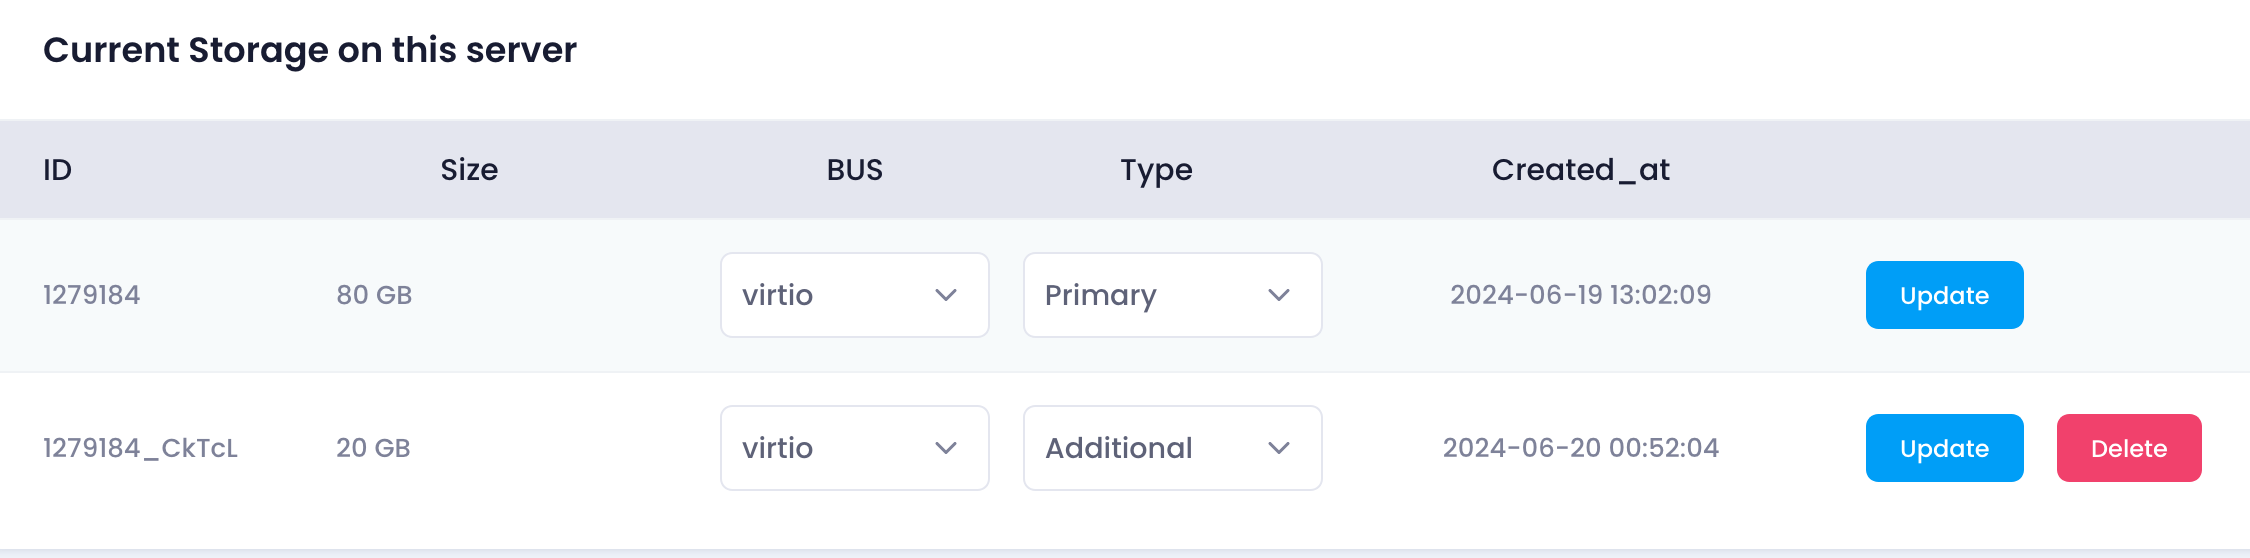 Current Storage on this server
ID Size BUS Type Created_at
1279184 80 GB virtio Primary 2024-06-19 13:02:09 Update
1279184_CkTcL 20 GB virtio Additional 2024-06-20 00:52:04 Update Delete